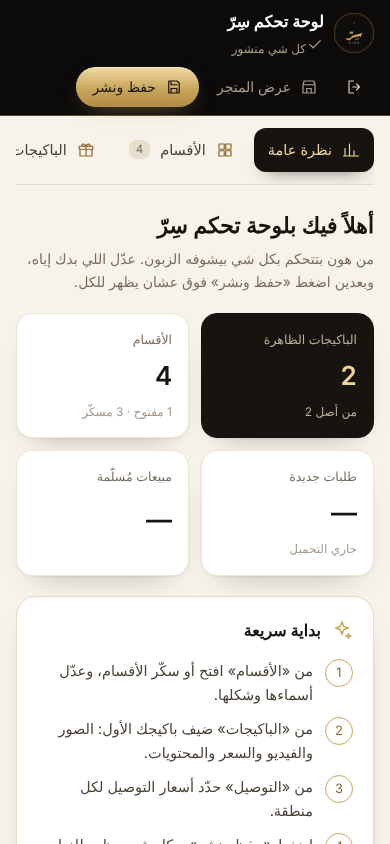 لوحة تحكم سِرّ
كل شي منشور
عرض المتجر
حفظ ونشر
نظرة عامة
الأقسام 4
الباكيجات
أهلاً فيك بلوحة تحكم سِرّ
من هون بتتحكم بكل شي بيشوفه الزبون. عدّل اللي بدك إياه،
وبعدين اضغط «حفظ ونشر» فوق عشان يظهر للكل.
الباكيجات الظاهرة
2
من أصل 2
الأقسام
4
1 مفتوح · 3 مسكّر
طلبات جديدة
—
جاري التحميل
مبيعات مُسلّمة
—
بداية سريعة
1 من «الأقسام» افتح أو سكّر الأقسام، وعدّل
أسماءها وشكلها.
2 من «الباكيجات» ضيف باكيجك الأول: الصور
والفيديو والسعر والمحتويات.
3 من «التوصيل» حدّد أسعار التوصيل لكل
منطقة.